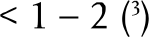 < 1 – 2 (³)